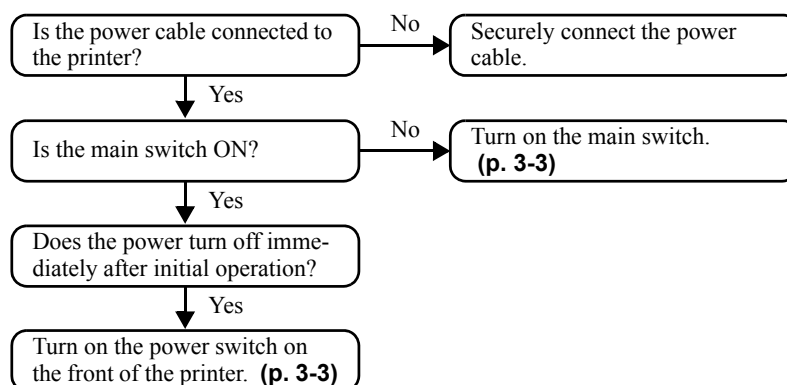 Is the power cable connected to
the printer?
No
Securely connect the power
cable.
Yes
Is the main switch ON?
No
Turn on the main switch.
(p. 3-3)
Yes
Does the power turn off imme-
diately after initial operation?
Yes
Turn on the power switch on
the front of the printer. (p. 3-3)